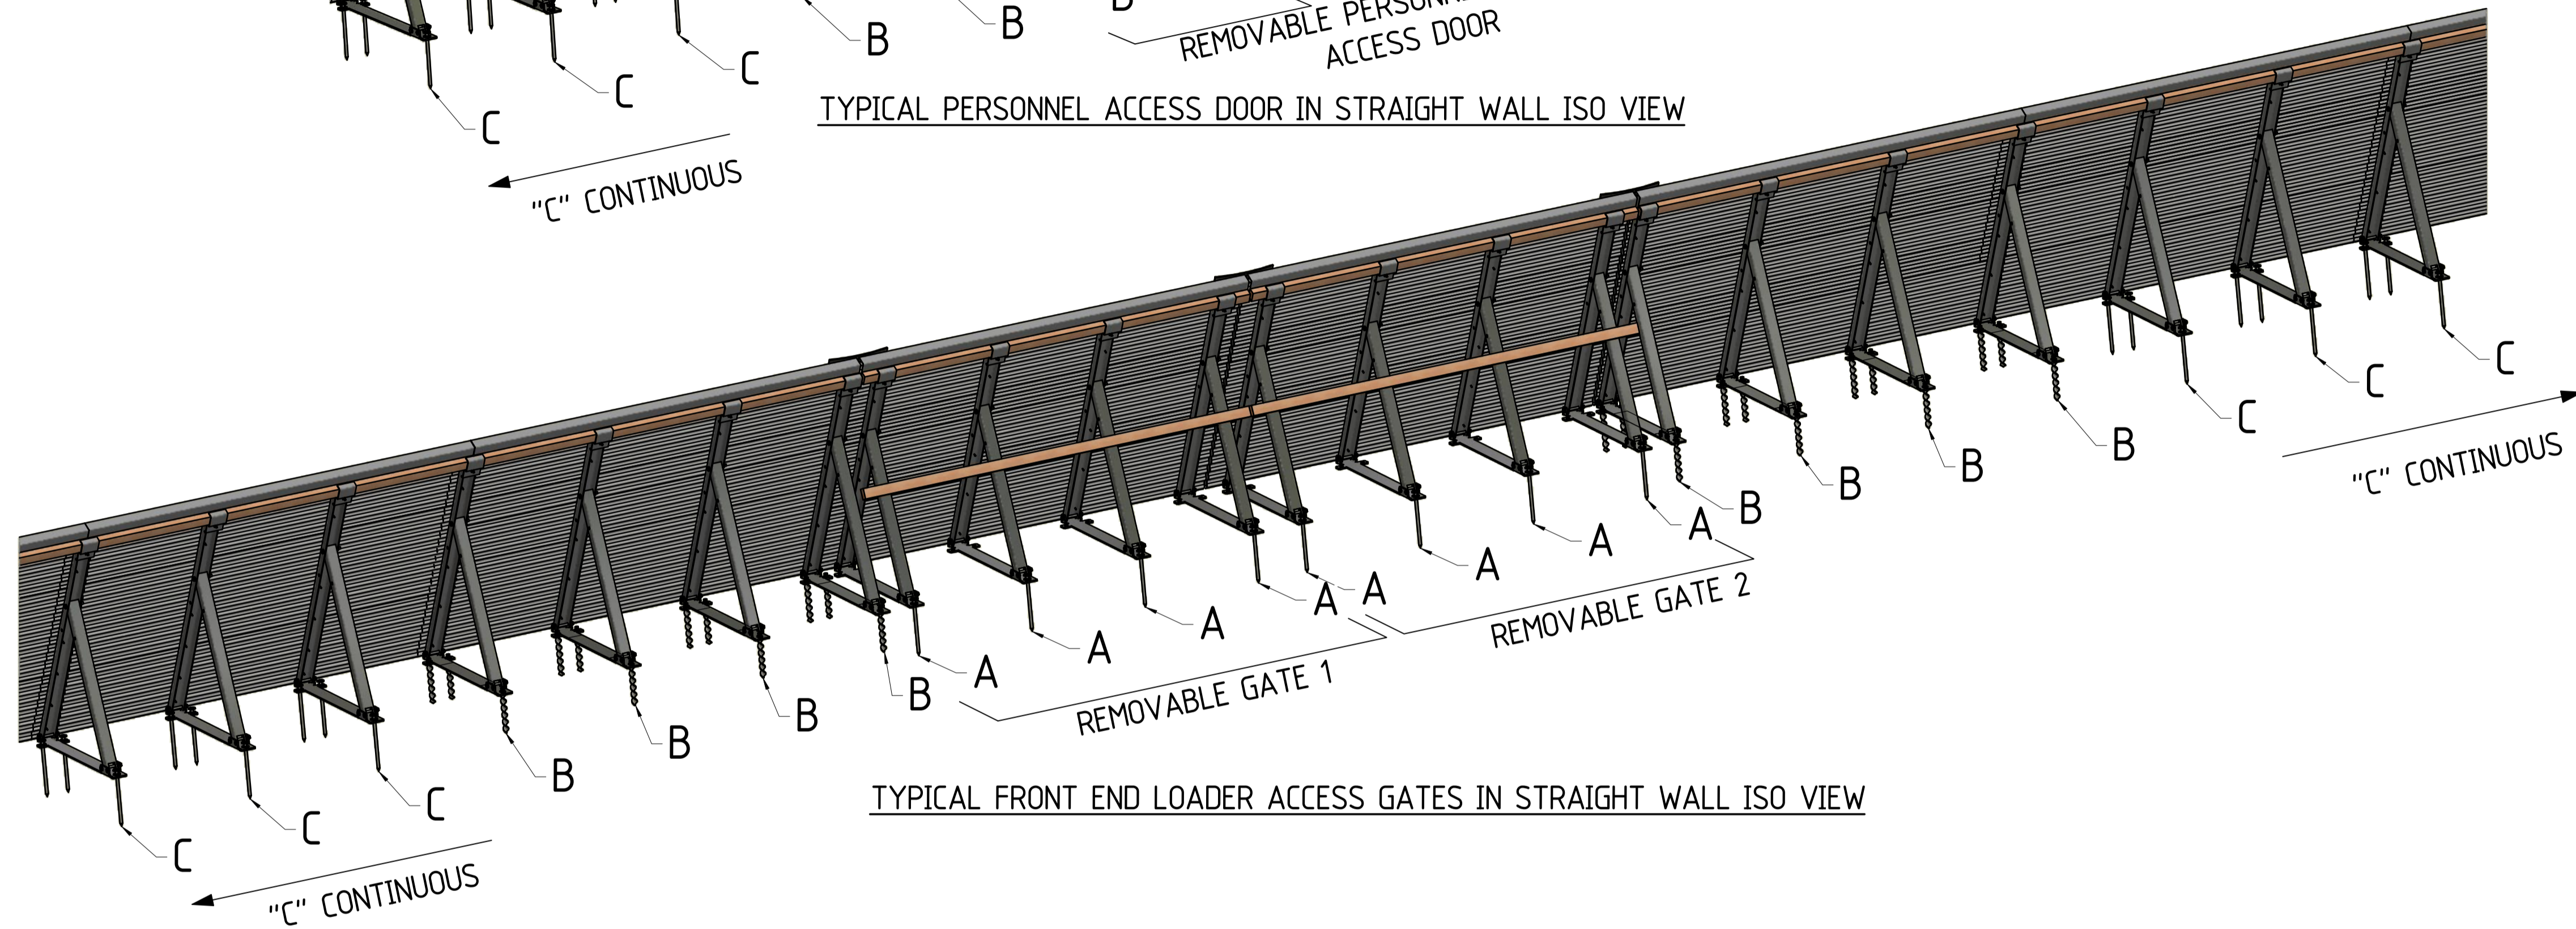 B
B
REMOVABLE
ACCESS DOOR
C
C
C
TYPICAL PERSONNEL ACCESS DOOR IN STRAIGHT WALL ISO VIEW
"C" CONTINUOUS
C
C
C
B
"C" CONTINUOUS
B
B
B
A
A
A
A
A
REMOVABLE GATE 2
A
A
A
B
REMOVABLE GATE 1
B
B
B
TYPICAL FRONT END LOADER ACCESS GATES IN STRAIGHT WALL ISO VIEW
C
C
C
"C" CONTINUOUS